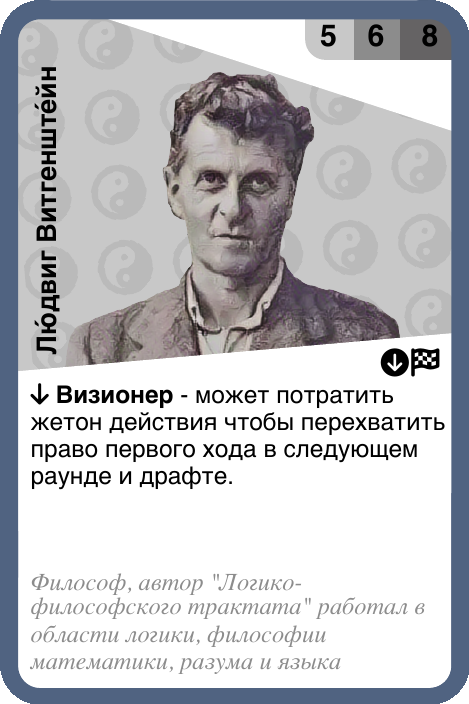 5 6 8
Лю́двиг Витгенште́йн
Визионер - может потратить
жетон действия чтобы перехватить
право первого хода в следующем
раунде и драфте.
Философ, автор "Логико-
философского трактата" работал в
области логики, философии
математики, разума и языка